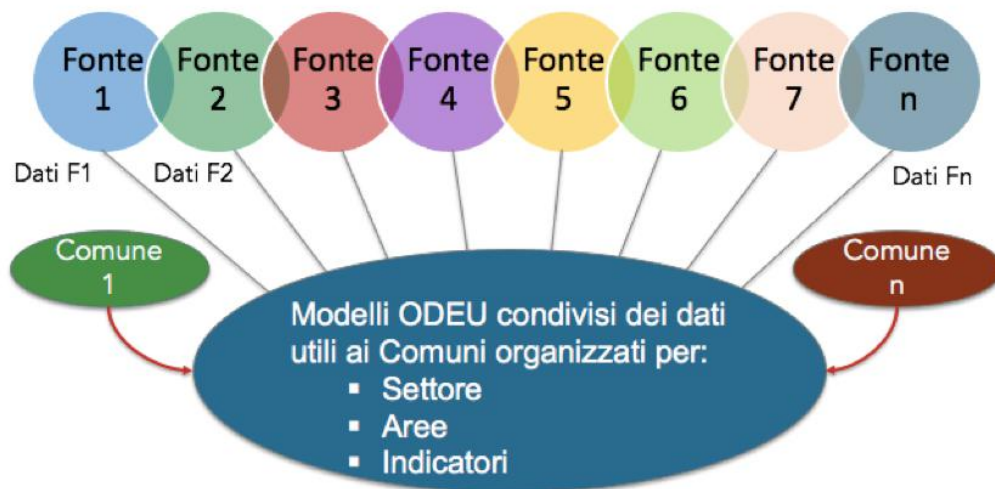 Fonte
1
Fonte
2
Fonte
3
Fonte
4
Fonte
5
Fonte
6
Fonte
7
Fonte
n
Dati F1
Dati F2
Dati Fn
Comune
1
Comune
n
Modelli ODEU condivisi dei dati
utili ai Comuni organizzati per:
▪ Settore
▪ Aree
▪ Indicatori